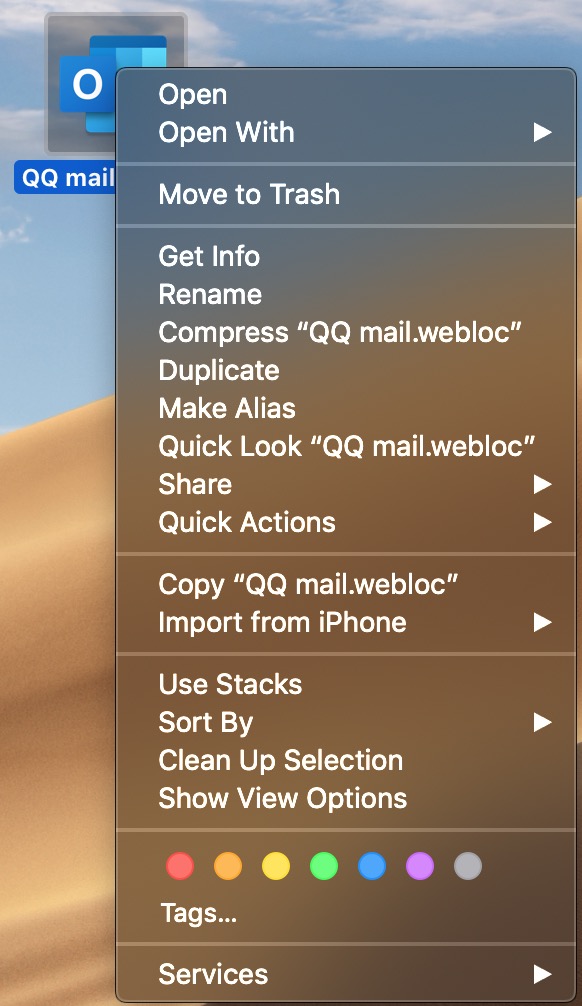 O
QQ mail
Open
Open With
Move to Trash
Get Info
Rename
Compress “QQ mail.webloc”
Duplicate
Make Alias
Quick Look “QQ mail.webloc”
Share
Quick Actions
Copy “QQ mail.webloc”
Import from iPhone
Use Stacks
Sort By
Clean Up Selection
Show View Options
Tags...
Services